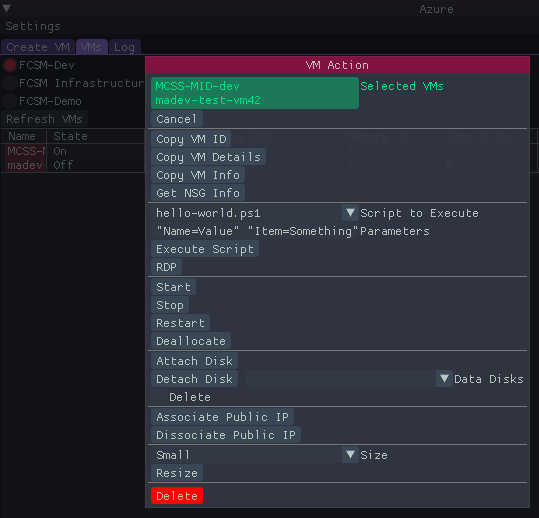 Azure
Settings
Create VM VMs Log
FCSM-Dev
FCSM Infrastructur
FCSM-Demo
Refresh VMs
Name State
MCSS-M On
madev- Off
VM Action
MCSS-MID-dev Selected VMs
madev-test-vm42
Cancel
Copy VM ID
Copy VM Details
Copy VM Info
Get NSG Info
hello-world.ps1 Script to Execute
"Name=Value" "Item=Something" Parameters
Execute Script
RDP
Start
Stop
Restart
Deallocate
Attach Disk
Detach Disk Data Disks
Delete
Associate Public IP
Dissociate Public IP
Small Size
Resize
Delete